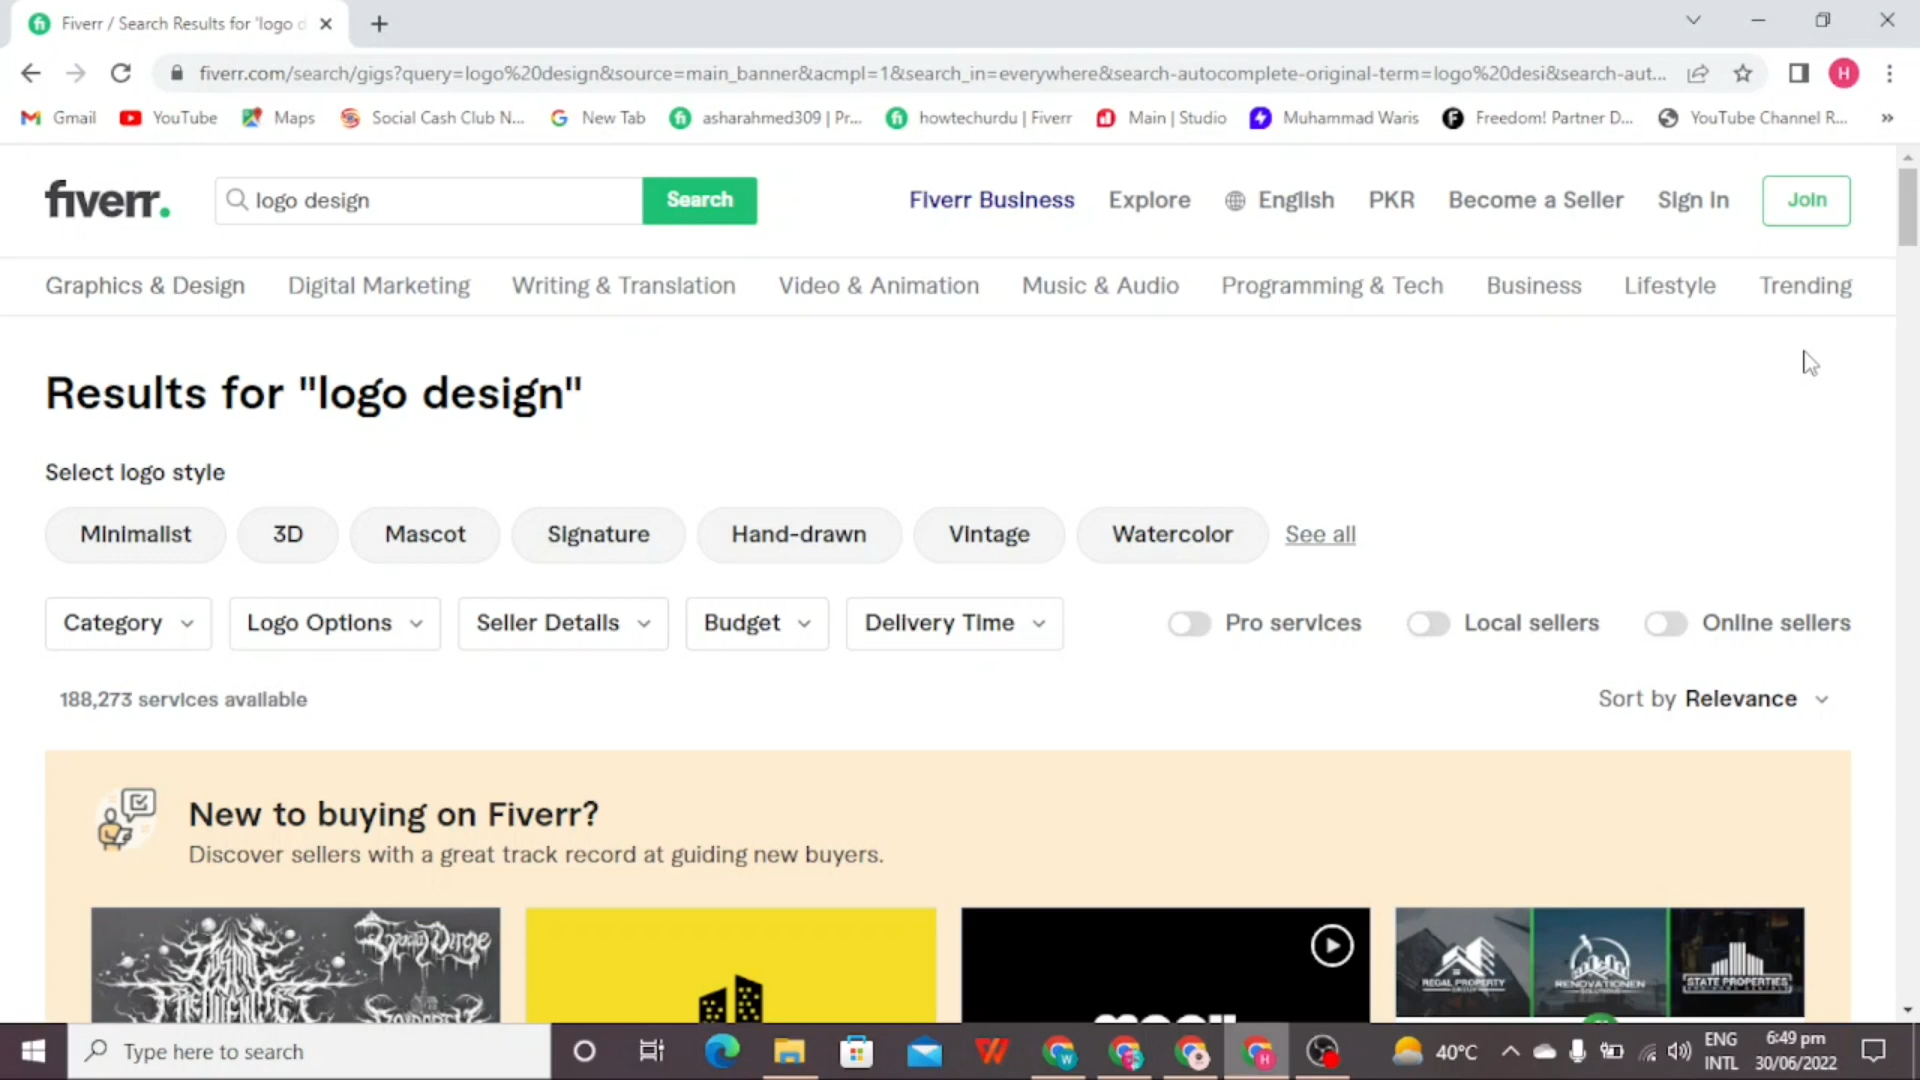 Fiverr / Search Results for 'logo d
fiverr.com/search/gigs?query=logo%20design&source=main_banner&acmpl=1&search_in=everywhere&search-autocomplete-original-term=logo%20desi&search-aut...
Gmail YouTube Maps Social Cash Club N... New Tab asharahmed309 | Pr... howtechurdu | Fiverr Main | Studio Muhammad Waris Freedom! Partner D... YouTube Channel R... »
fiverr. logo design Search Fiverr Business Explore English PKR Become a Seller Sign In Join
Graphics & Design Digital Marketing Writing & Translation Video & Animation Music & Audio Programming & Tech Business Lifestyle Trending
Results for "logo design"
Select logo style
Minimalist 3D Mascot Signature Hand-drawn Vintage Watercolor See all
Category Logo Options Seller Details Budget Delivery Time Pro services Local sellers Online sellers
188,273 services available Sort by Relevance
New to buying on Fiverr?
Discover sellers with a great track record at guiding new buyers.
REGAL PROPERTY RENOVATIONEN STATE PROPERTIES
Type here to search 40°C ENG 6:49 pm
INTL 30/06/2022